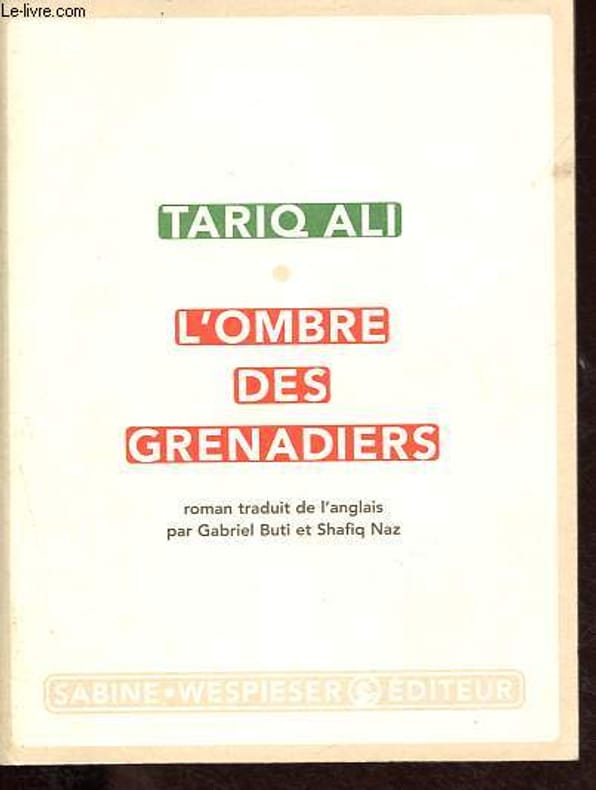 Le-livre.com
TARIQ ALI
L'OMBRE
DES
GRENADIERS
roman traduit de l'anglais
par Gabriel Buti et Shafiq Naz
SABINE•WESPIESER ÉDITEUR